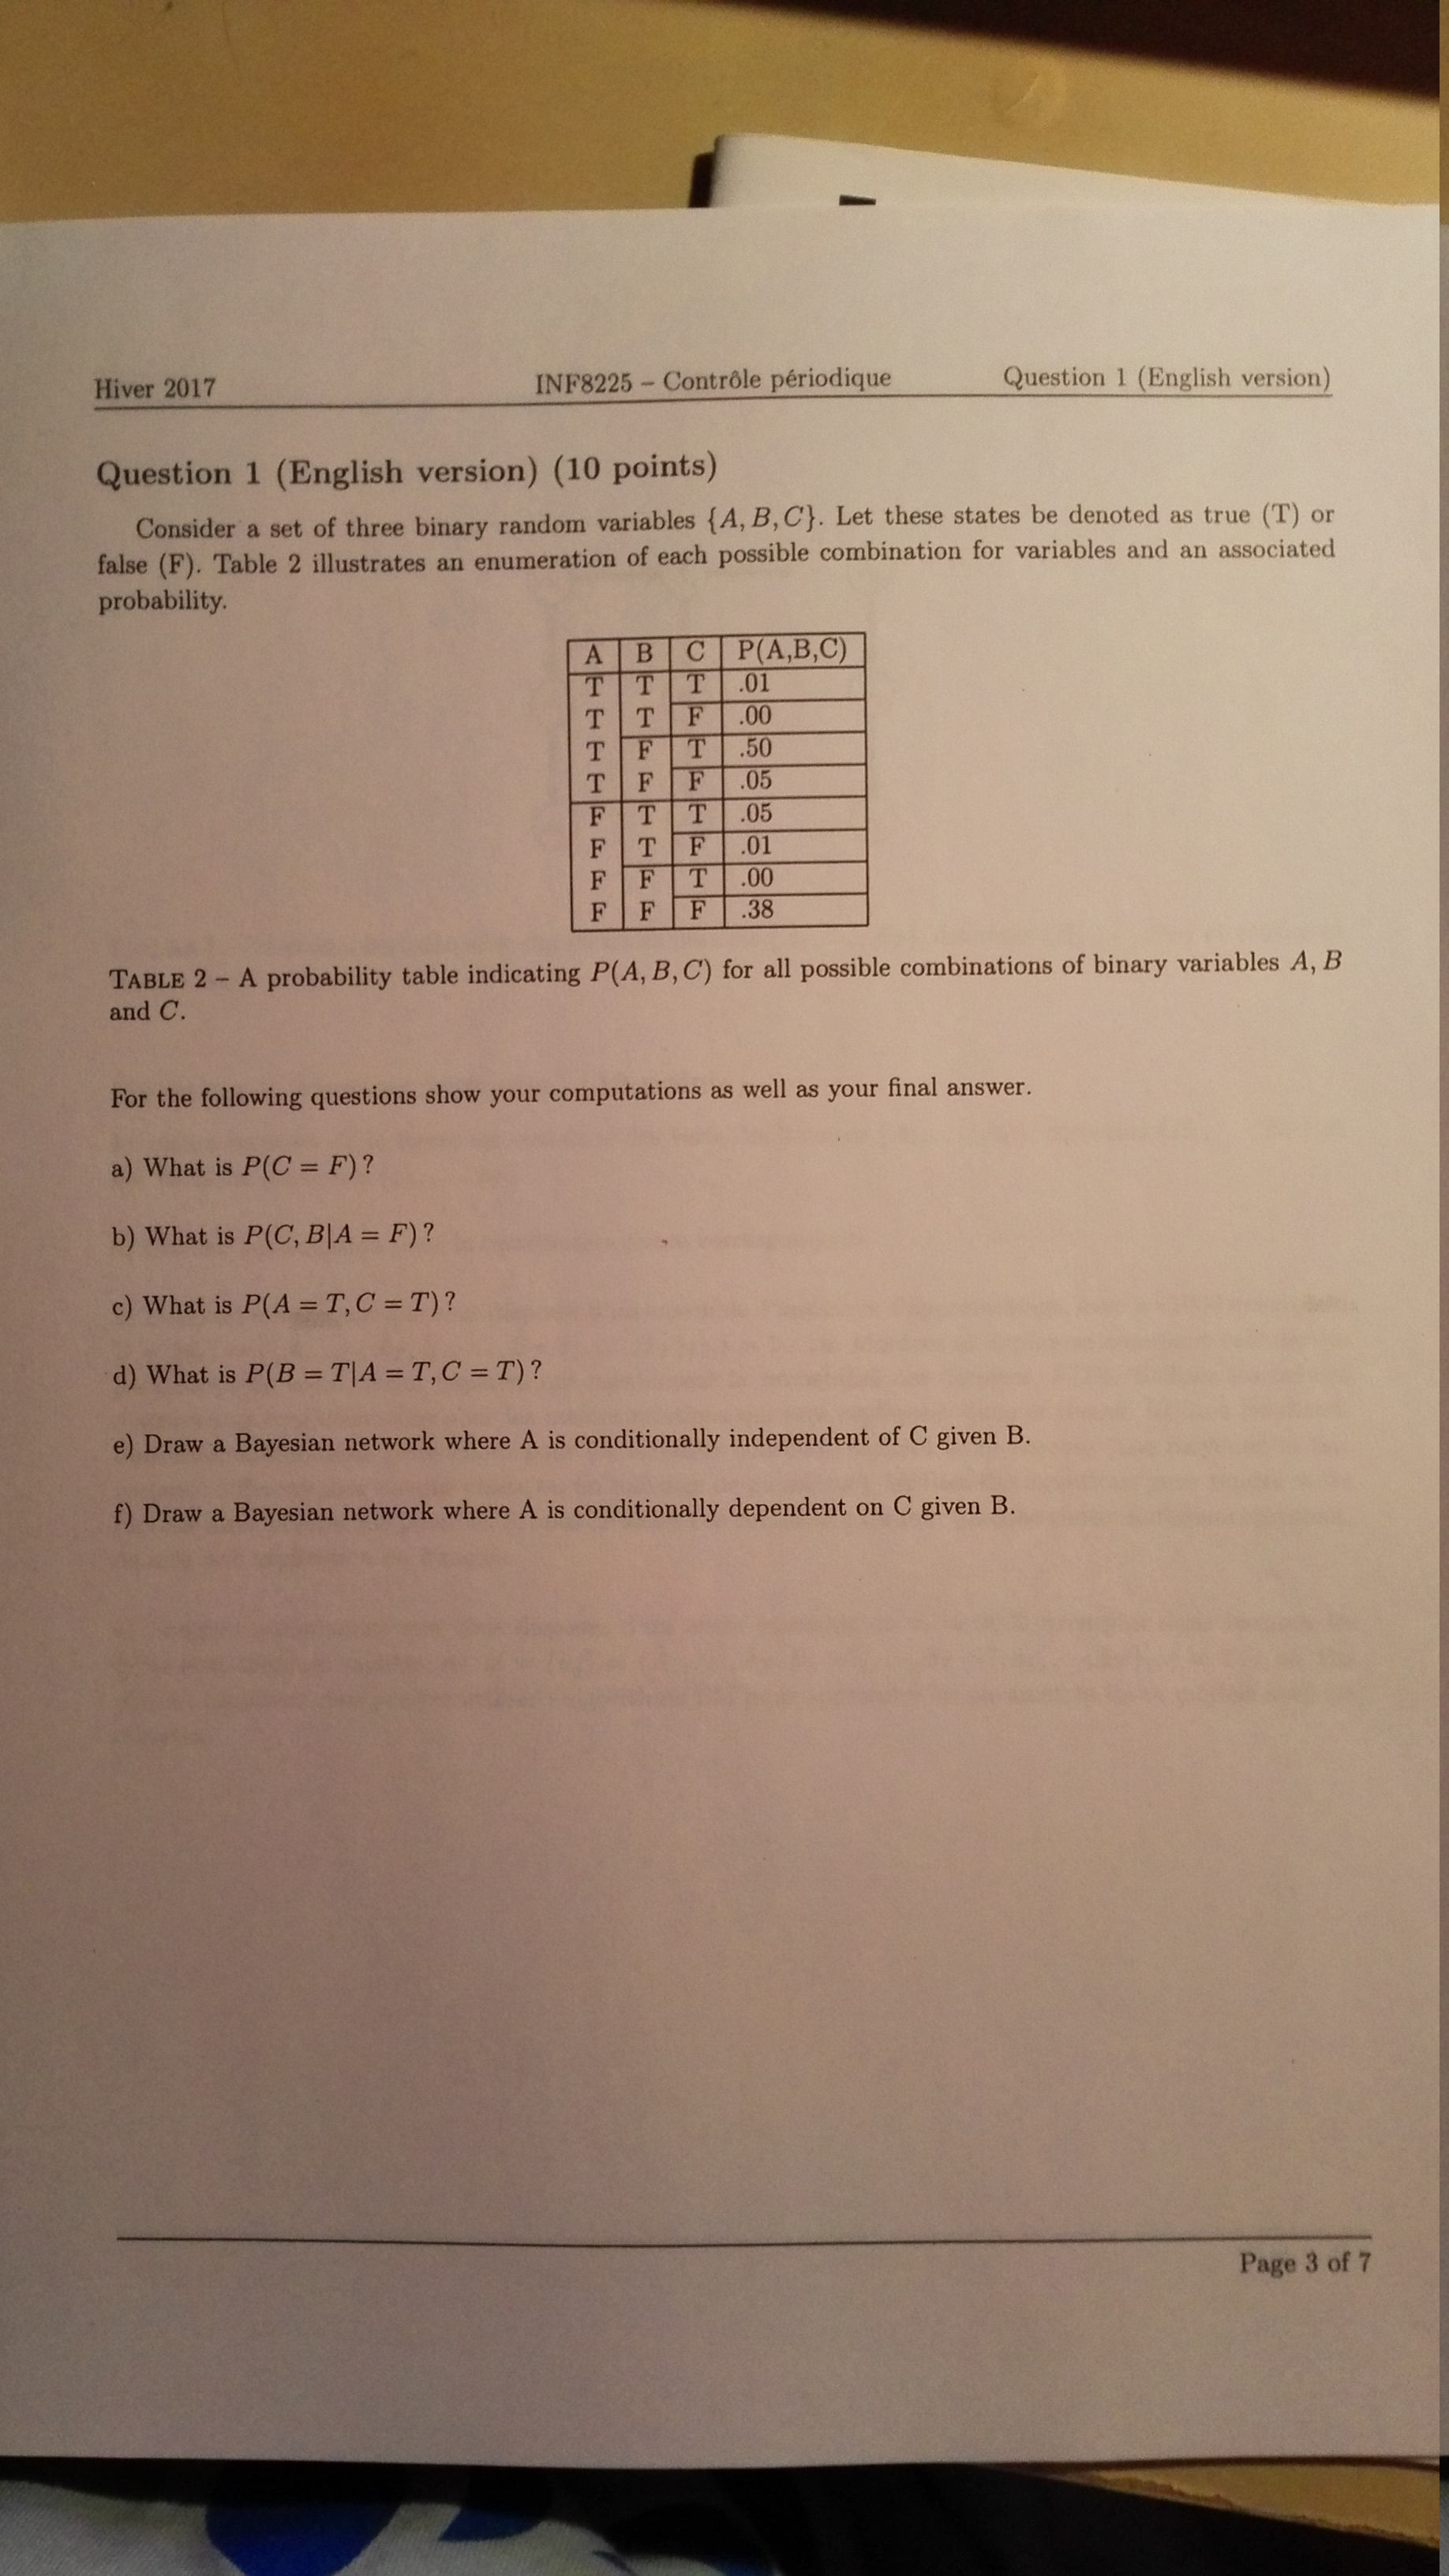 Hiver 2017 INF8225 – Contrôle périodique Question 1 (English version)
Question 1 (English version) (10 points)
Consider a set of three binary random variables {A, B, C}. Let these states be denoted as true (T) or
false (F). Table 2 illustrates an enumeration of each possible combination for variables and an associated
probability.
A B C P(A,B,C)
T T T .01
T T F .00
T F T .50
T F F .05
F T T .05
F T F .01
F F T .00
F F F .38
TABLE 2 – A probability table indicating P(A, B, C) for all possible combinations of binary variables A, B
and C.
For the following questions show your computations as well as your final answer.
a) What is P(C = F) ?
b) What is P(C, B|A = F) ?
c) What is P(A = T, C = T) ?
d) What is P(B = T|A = T, C = T) ?
e) Draw a Bayesian network where A is conditionally independent of C given B.
f) Draw a Bayesian network where A is conditionally dependent on C given B.
Page 3 of 7